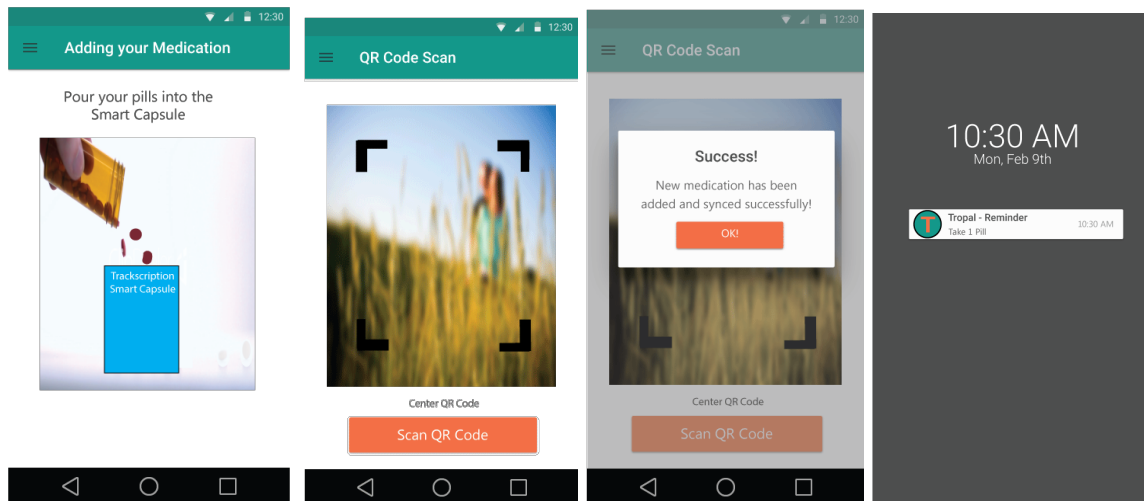 12:30
Adding your Medication
Pour your pills into the
Smart Capsule
Trackscription
Smart Capsule
12:30
QR Code Scan
Center QR Code
Scan QR Code
12:30
QR Code Scan
Success!
New medication has been
added and synced successfully!
OK!
Center QR Code
Scan QR Code
10:30 AM
Mon, Feb 9th
T
Tropal - Reminder
Take 1 Pill
10:30 AM